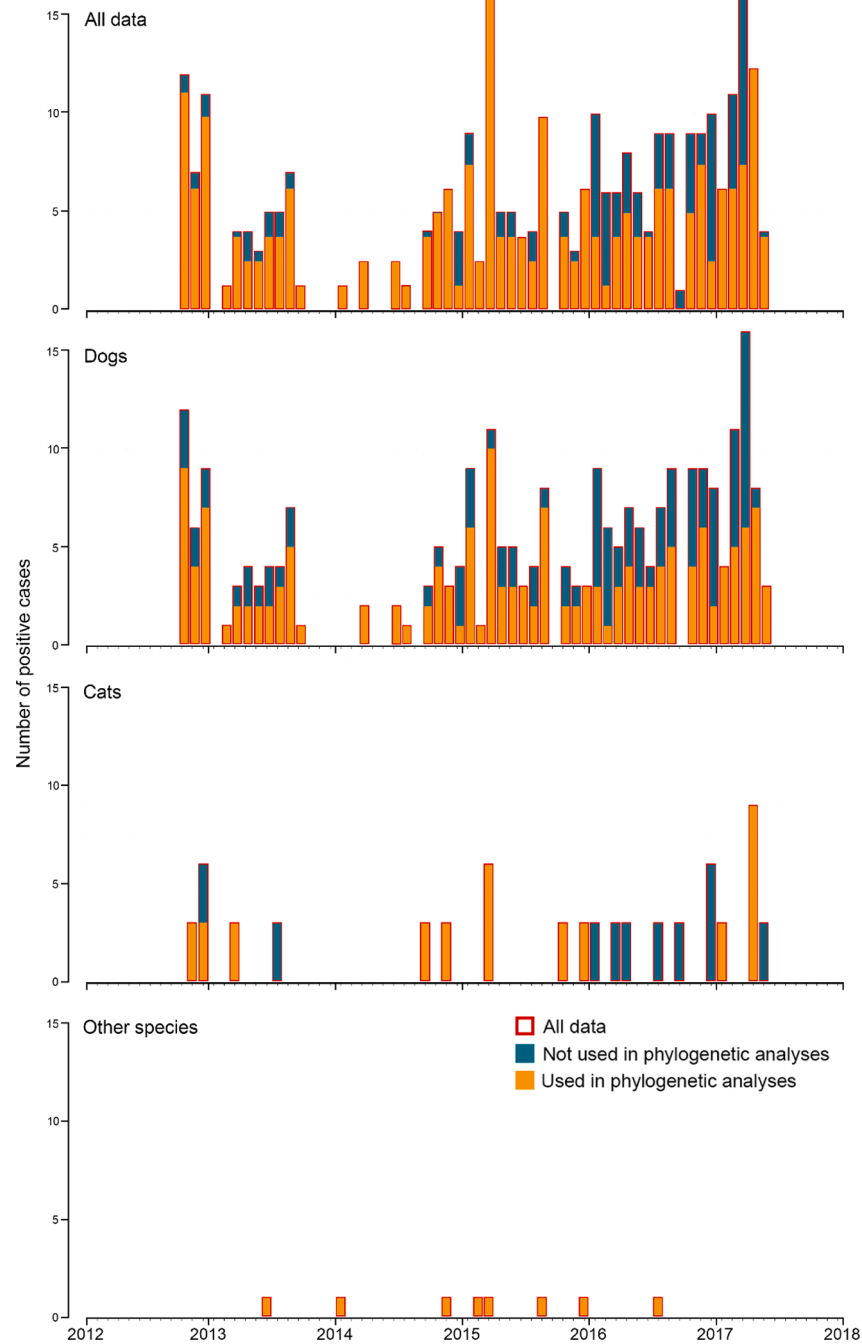 All data
15
10
5
0
Dogs
15
10
5
0
Number of positive cases
Cats
15
10
5
0
Other species
15
10
5
0
All data
Not used in phylogenetic analyses
Used in phylogenetic analyses
2012 2013 2014 2015 2016 2017 2018